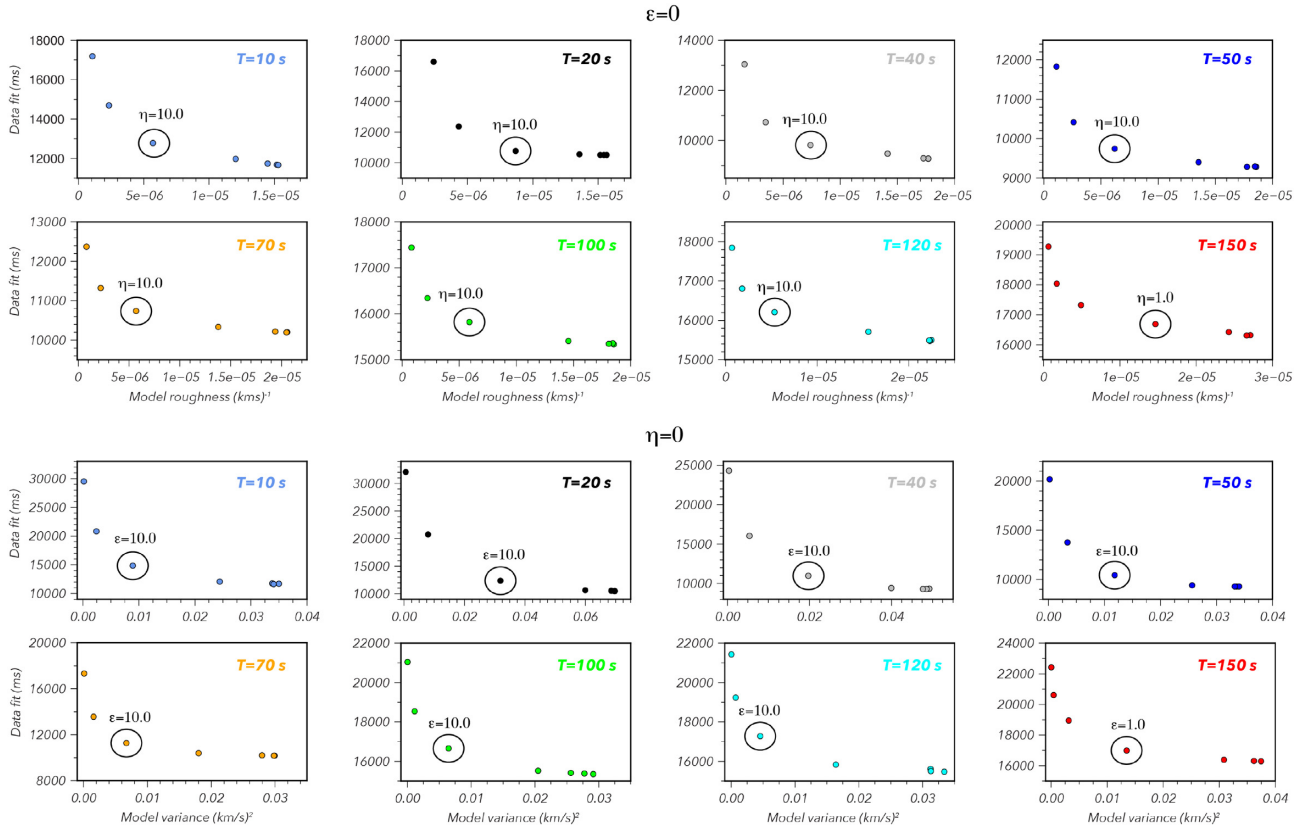 ε=0
18000
16000
14000
12000
Data fit (ms)
T=10 s
η=10.0
5e−06
1e−05
1.5e−05
18000
16000
14000
12000
10000
T=20 s
η=10.0
5e−06
1e−05
1.5e−05
14000
13000
12000
10000
T=40 s
η=10.0
5e−06
1e−05
1.5e−05
12000
11000
10000
9000
T=50 s
η=10.0
5e−06
1e−05
1.5e−05
2e−05
13000
12000
11000
10000
Data fit (ms)
T=70 s
η=10.0
5e−06
1e−05
1.5e−05
2e−05
Model roughness (kms)⁻¹
18000
17000
16000
15000
T=100 s
η=10.0
0
5e−06
1e−05
1.5e−05
2e−05
Model roughness (kms)⁻¹
18000
17000
16000
15000
T=120 s
η=10.0
0
1e−05
2e−05
Model roughness (kms)⁻¹
20000
19000
18000
17000
16000
T=150 s
η=1.0
0
1e−05
2e−05
3e−05
Model roughness (kms)⁻¹
η=0
30000
25000
20000
15000
10000
Data fit (ms)
T=10 s
ε=10.0
0.00
0.01
0.02
0.03
0.04
30000
25000
20000
15000
10000
T=20 s
ε=10.0
0.00
0.02
0.04
0.06
25000
20000
15000
10000
T=40 s
ε=10.0
0.00
0.02
0.04
20000
15000
10000
T=50 s
ε=10.0
0.00
0.01
0.02
0.03
0.04
20000
16000
12000
8000
Data fit (ms)
T=70 s
ε=10.0
0.00
0.01
0.02
0.03
Model variance (km/s)²
22000
20000
18000
16000
T=100 s
ε=10.0
0.00
0.01
0.02
0.03
Model variance (km/s)²
22000
20000
18000
16000
T=120 s
ε=10.0
0.00
0.01
0.02
0.03
Model variance (km/s)²
24000
22000
20000
18000
16000
T=150 s
ε=1.0
0.00
0.01
0.02
0.03
0.04
Model variance (km/s)²